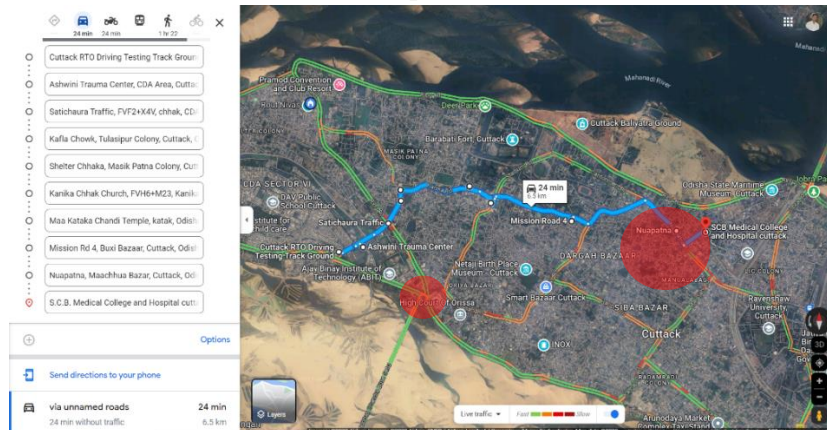 24 min
24 min
1 hr 22
Cuttack RTO Driving Testing Track Groun
Ashwini Trauma Center, CDA Area, Cuttac
Satichaura Traffic, FVF2+X4V, chhak, CD
Kafla Chowk, Tulasipur Colony, Cuttack,
Shelter Chhaka, Masik Patna Colony, Cut
Kanika Chhak Church, FVH6+M23, Kanik
Maa Kataka Chandi Temple, katak, Odish
Mission Rd 4, Buxi Bazaar, Cuttack, Odis
Nuapatna, Maachhua Bazar, Cuttack, Od
S.C.B. Medical College and Hospital cutt
Options
Send directions to your phone
via unnamed roads
24 min
24 min without traffic
6.5 km
Pramod Convention
and Club Resort
Deer Park
Mahanadi River
Mahanadi
Barabati Fort, Cuttack
Cuttack Baliyatra Ground
MASIK PATNA
COLONY
CDA SECTOR VI
DAV Public
School Cuttack
Satichaura Traffic
24 min
6.5 km
Mission Road 4
Odisha State Maritime
Museum, Cuttack
Nuapatna
SCB Medical College
and Hospital cuttack
Cuttack RTO Driving
Testing Track Ground
Ashwini Trauma Center
DARGAH BAZAAR
MANGALABAG
Ajay Binay Institute of
Technology (ABIT)
Netaji Birth Place
Museum - Cuttack
Smart Bazaar Cuttack
High Court of Orissa
SIBA BAZAR
Ravenshaw
University,
Cuttack
Cuttack
INOX
3D
Layers
Live traffic
Fast
Slow
Arunodaya Market